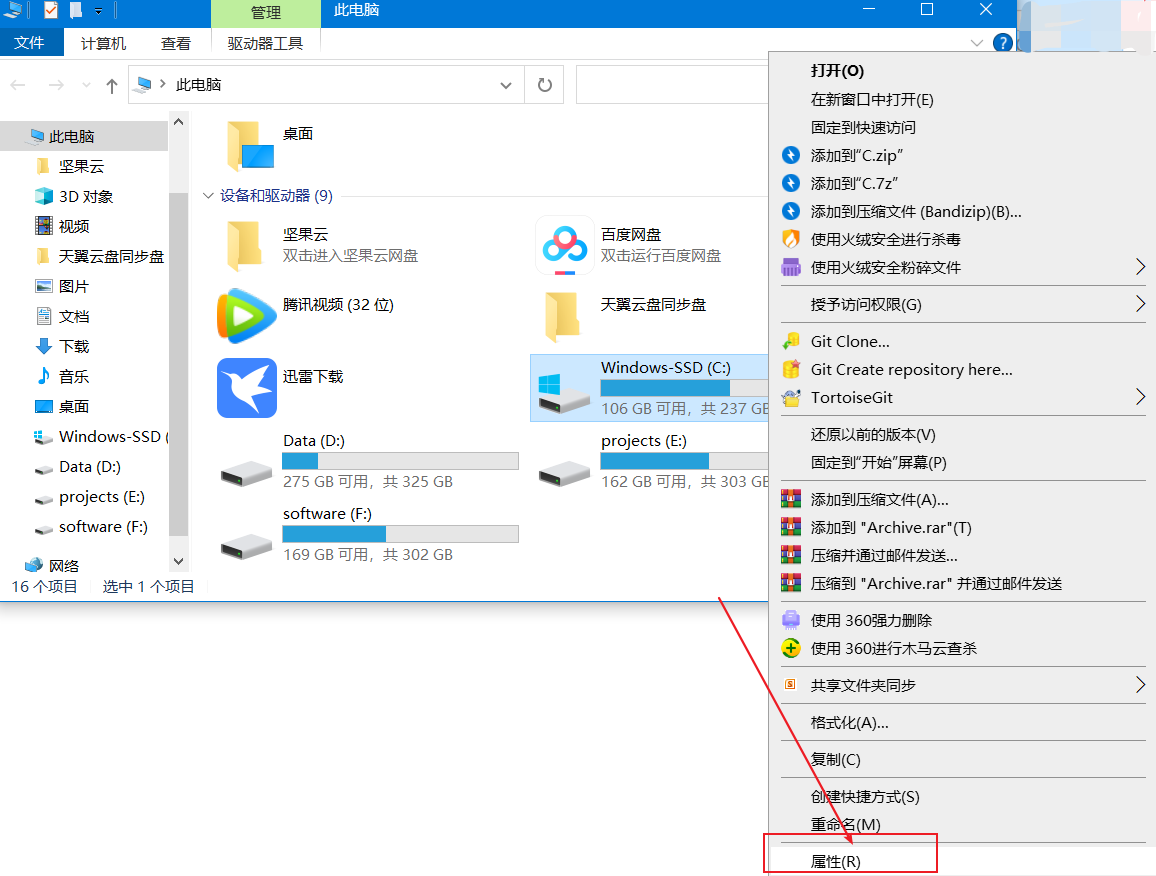 管理
此电脑
文件
计算机
查看
驱动器工具
此电脑
此电脑
坚果云
3D 对象
视频
天翼云盘同步盘
图片
文档
下载
音乐
桌面
Windows-SSD (
Data (D:)
projects (E:)
software (F:)
网络
16 个项目
选中 1 个项目
桌面
设备和驱动器 (9)
坚果云
双击进入坚果云网盘
百度网盘
双击运行百度网盘
腾讯视频 (32 位)
天翼云盘同步盘
迅雷下载
Windows-SSD (C:)
106 GB 可用，共 237 GB
Data (D:)
275 GB 可用，共 325 GB
projects (E:)
162 GB 可用，共 303 GB
software (F:)
169 GB 可用，共 302 GB
打开(O)
在新窗口中打开(E)
固定到快速访问
添加到“C.zip”
添加到“C.7z”
添加到压缩文件 (Bandizip)(B)...
使用火绒安全进行杀毒
使用火绒安全粉碎文件
授予访问权限(G)
Git Clone...
Git Create repository here...
TortoiseGit
还原以前的版本(V)
固定到“开始”屏幕(P)
添加到压缩文件(A)...
添加到 "Archive.rar"(T)
压缩并通过邮件发送...
压缩到 "Archive.rar" 并通过邮件发送
使用 360强力删除
使用 360进行木马云查杀
共享文件夹同步
格式化(A)...
复制(C)
创建快捷方式(S)
重命名(M)
属性(R)